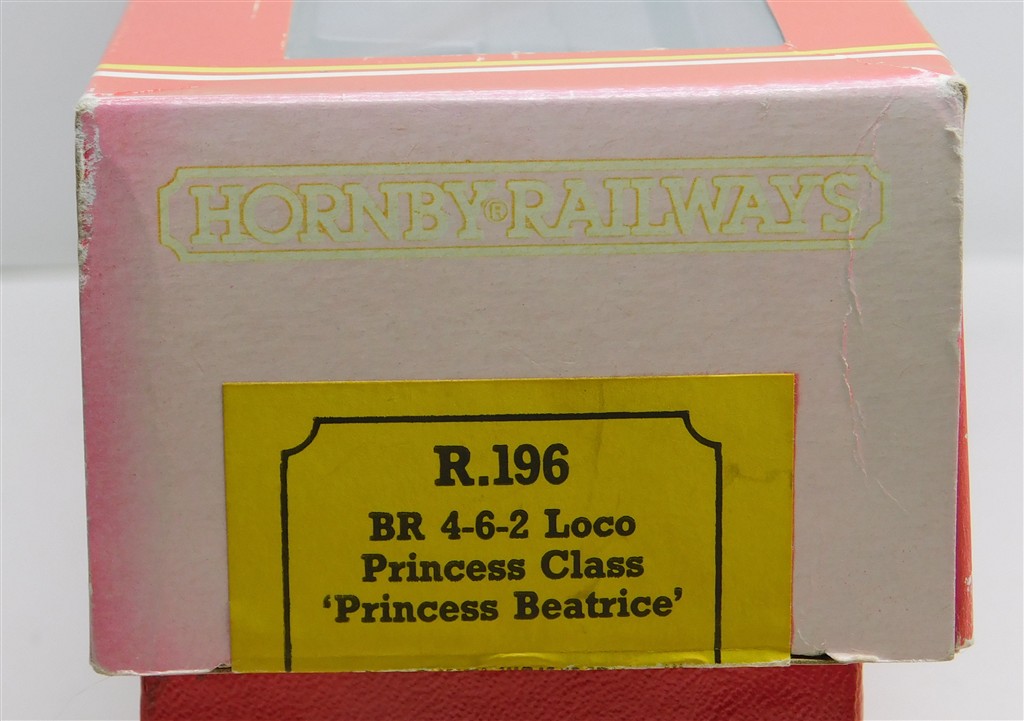 HORNBY® RAILWAYS
R.196
BR 4-6-2 Loco
Princess Class
‘Princess Beatrice’